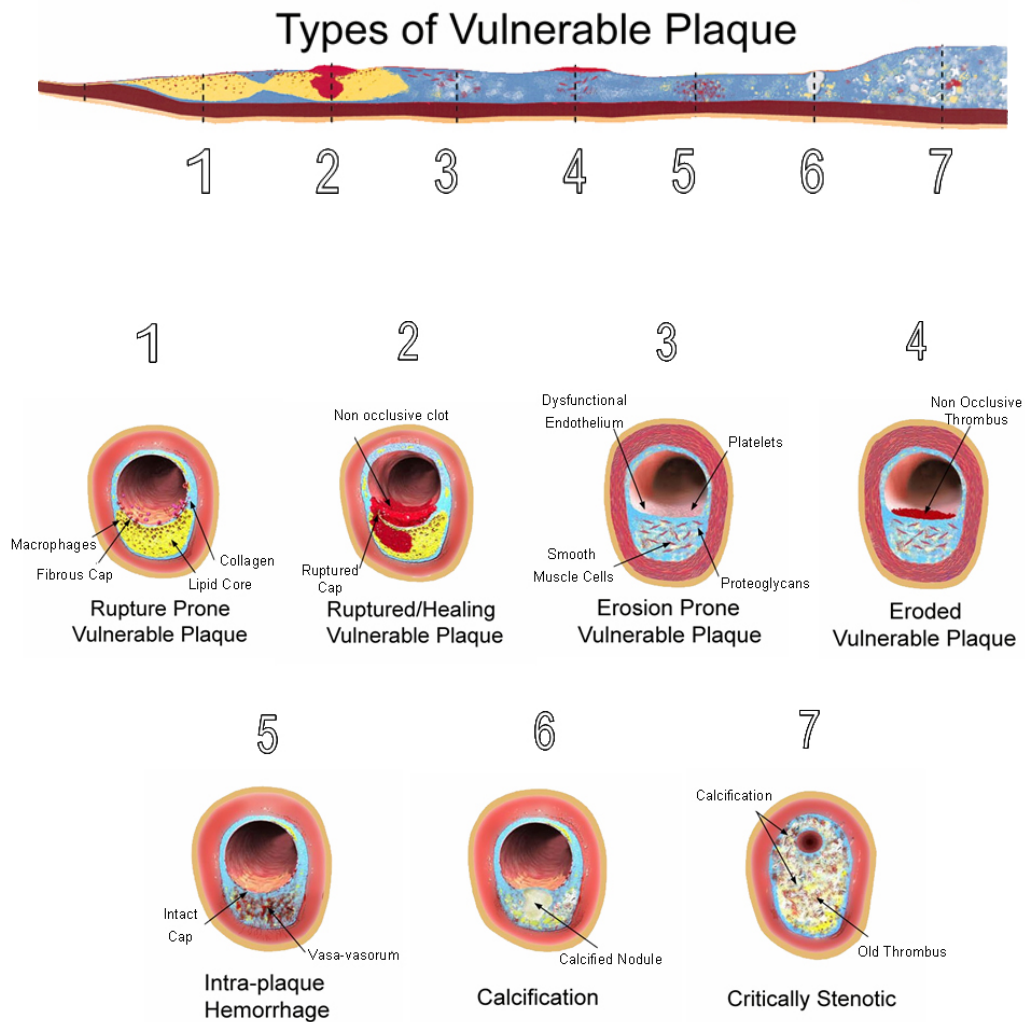 Types of Vulnerable Plaque
1 2 3 4 5 6 7
1 2 3 4
Non occlusive clot
Ruptured
Cap
Macrophages
Fibrous Cap
Lipid Core
Collagen
Dysfunctional
Endothelium
Platelets
Smooth
Muscle Cells
Proteoglycans
Non Occlusive
Thrombus
Rupture Prone
Vulnerable Plaque
Ruptured/Healing
Vulnerable Plaque
Erosion Prone
Vulnerable Plaque
Eroded
Vulnerable Plaque
5 6 7
Intact
Cap
Vasa-vasorum
Calcified Nodule
Calcification
Old Thrombus
Intra-plaque
Hemorrhage
Calcification
Critically Stenotic